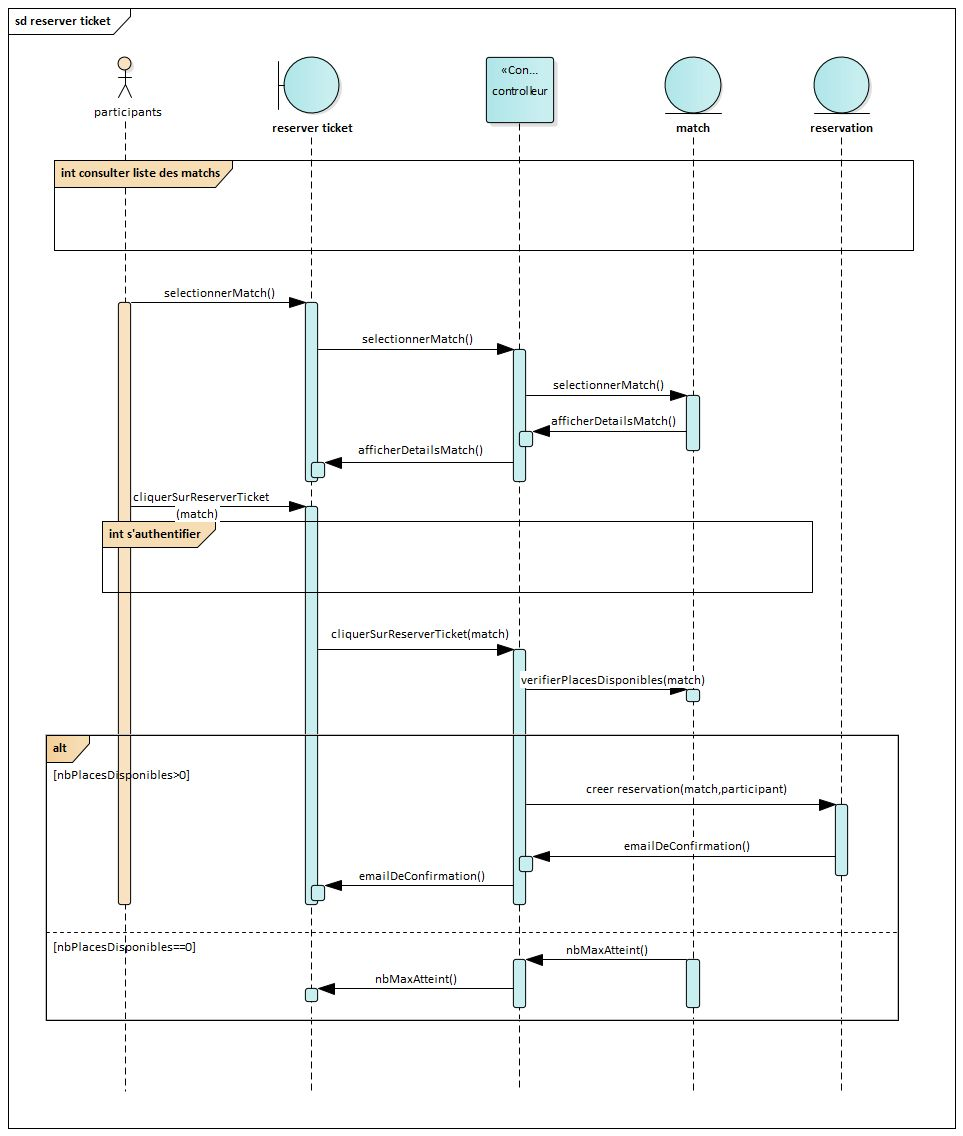 sd reserver ticket
participants
reserver ticket
«Con...
controlleur
match
reservation
int consulter liste des matchs
selectionnerMatch()
selectionnerMatch()
selectionnerMatch()
afficherDetailsMatch()
afficherDetailsMatch()
cliquerSurReserverTicket
(match)
int s'authentifier
cliquerSurReserverTicket(match)
verifierPlacesDisponibles(match)
alt
[nbPlacesDisponibles>0]
creer reservation(match,participant)
emailDeConfirmation()
emailDeConfirmation()
[nbPlacesDisponibles==0]
nbMaxAtteint()
nbMaxAtteint()